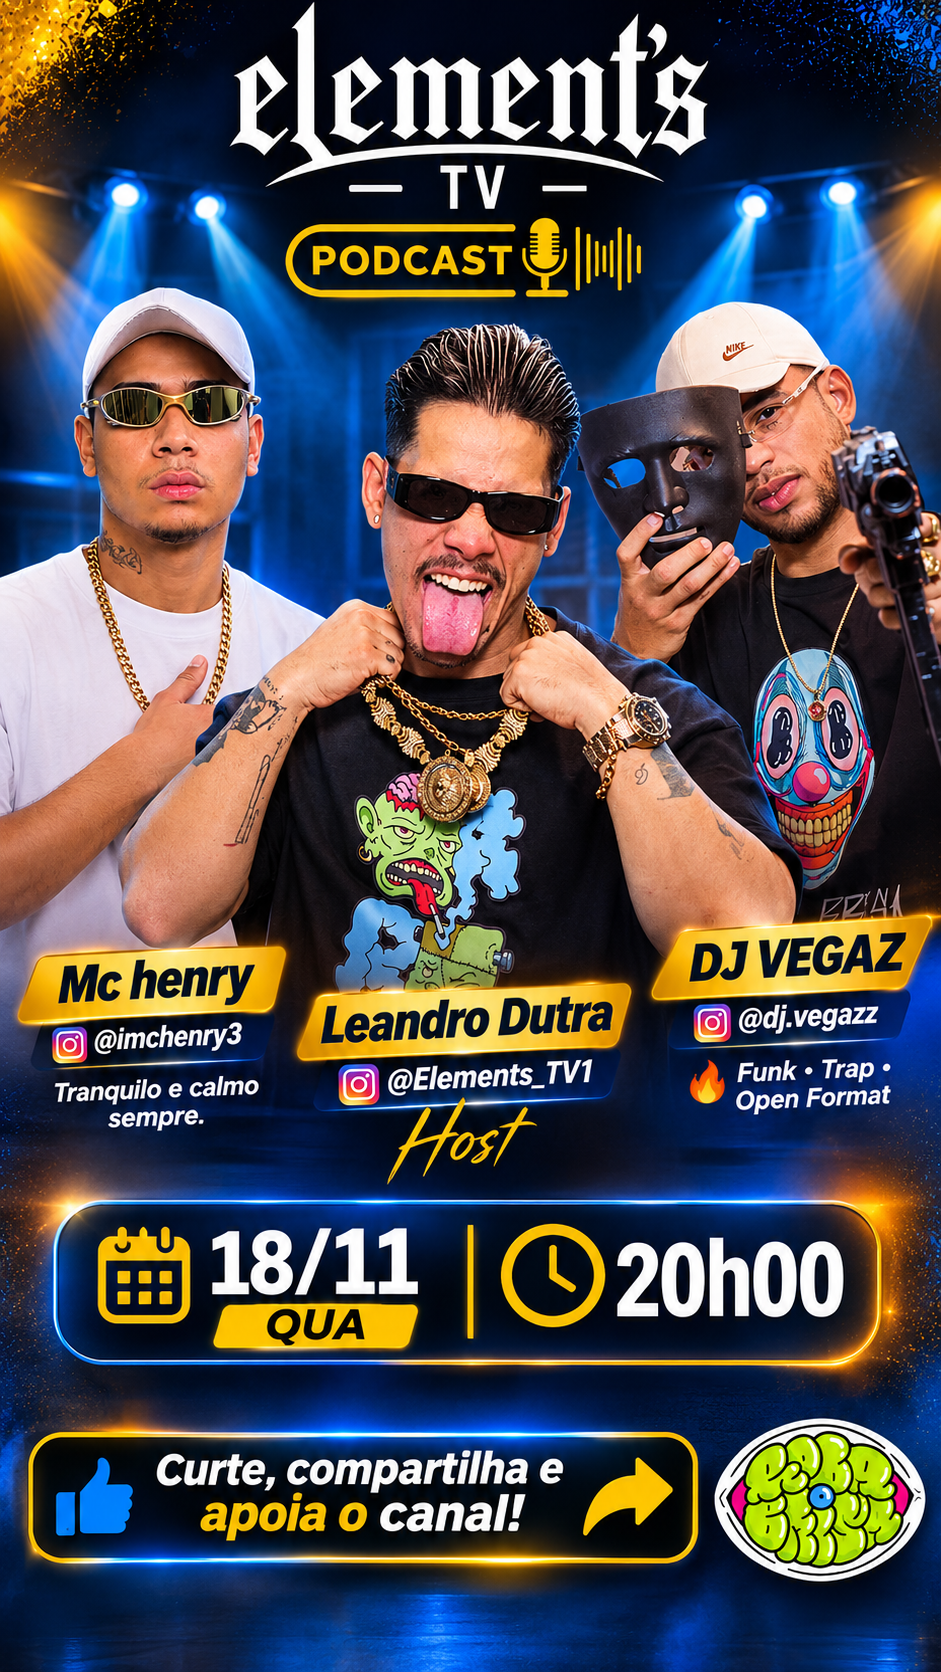 element's
TV
PODCAST
NIKE
Mc henry
@imchenry3
Tranquilo e calmo
sempre.
Leandro Dutra
@Elements_TV1
Host
DJ VEGAZ
@dj.vegazz
Funk • Trap •
Open Format
18/11
QUA
20h00
Curte, compartilha e
apoia o canal!